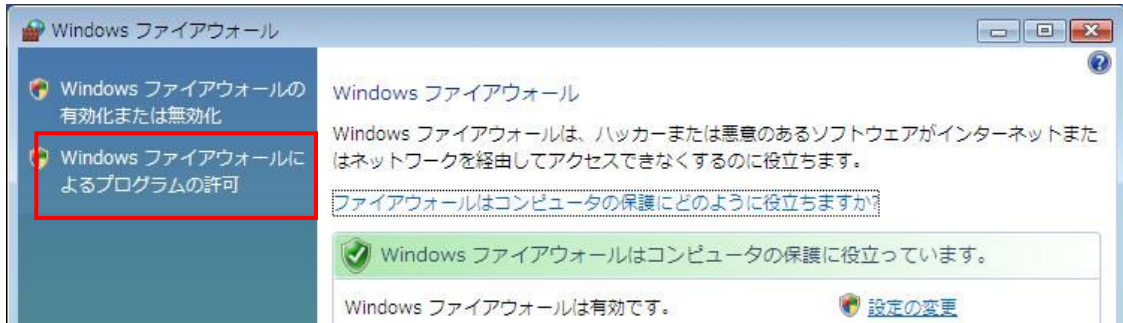 Windows ファイアウォール
Windows ファイアウォールの
有効化または無効化
Windows ファイアウォールに
よるプログラムの許可
Windows ファイアウォール
Windows ファイアウォールは、ハッカーまたは悪意のあるソフトウェアがインターネットまた
はネットワークを経由してアクセスできなくするのに役立ちます。
ファイアウォールはコンピュータの保護にどのように役立ちますか?
Windows ファイアウォールはコンピュータの保護に役立っています。
Windows ファイアウォールは有効です。 設定の変更